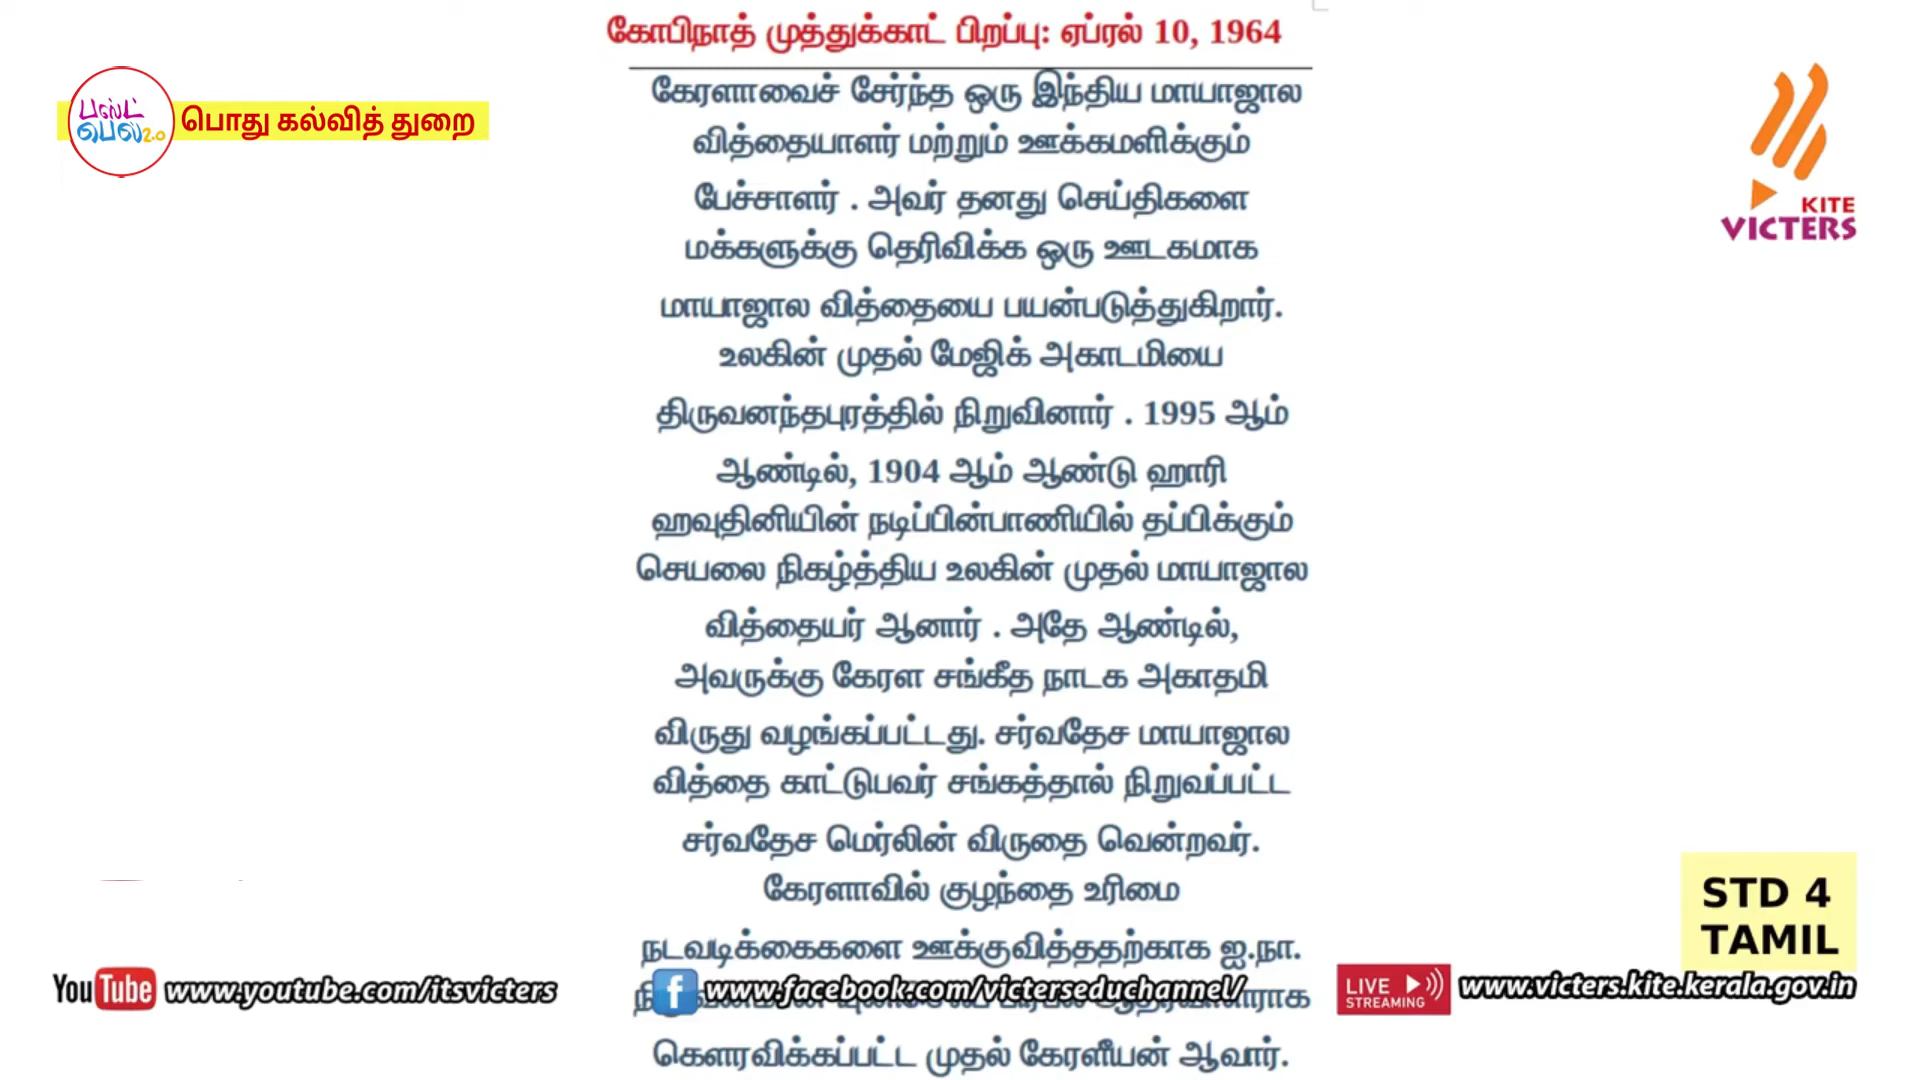 கோபிநாத் முத்துக்காட் பிறப்பு: ஏப்ரல் 10, 1964
கேரளாவைச் சேர்ந்த ஒரு இந்திய மாயாஜால
வித்தையாளர் மற்றும் ஊக்கமளிக்கும்
பேச்சாளர் . அவர் தனது செய்திகளை
மக்களுக்கு தெரிவிக்க ஒரு ஊடகமாக
மாயாஜால வித்தையை பயன்படுத்துகிறார்.
உலகின் முதல் மேஜிக் அகாடமியை
திருவனந்தபுரத்தில் நிறுவினார் . 1995 ஆம்
ஆண்டில், 1904 ஆம் ஆண்டு ஹாரி
ஹவுதினியின் நடிப்பின்பாணியில் தப்பிக்கும்
செயலை நிகழ்த்திய உலகின் முதல் மாயாஜால
வித்தையர் ஆனார் . அதே ஆண்டில்,
அவருக்கு கேரள சங்கீத நாடக அகாதமி
விருது வழங்கப்பட்டது. சர்வதேச மாயாஜால
வித்தை காட்டுபவர் சங்கத்தால் நிறுவப்பட்ட
சர்வதேச மெர்லின் விருதை வென்றவர்.
கேரளாவில் குழந்தை உரிமை
நடவடிக்கைகளை ஊக்குவித்ததற்காக ஐ.நா.
கௌரவிக்கப்பட்ட முதல் கேரளீயன் ஆவார்.
பஸ்ட் பெல் 2.0
பொது கல்வித் துறை
KITE
VICTERS
STD 4
TAMIL
YouTube www.youtube.com/itsvicters
f www.facebook.com/victerseduchannel/
LIVE STREAMING www.victers.kite.kerala.gov.in